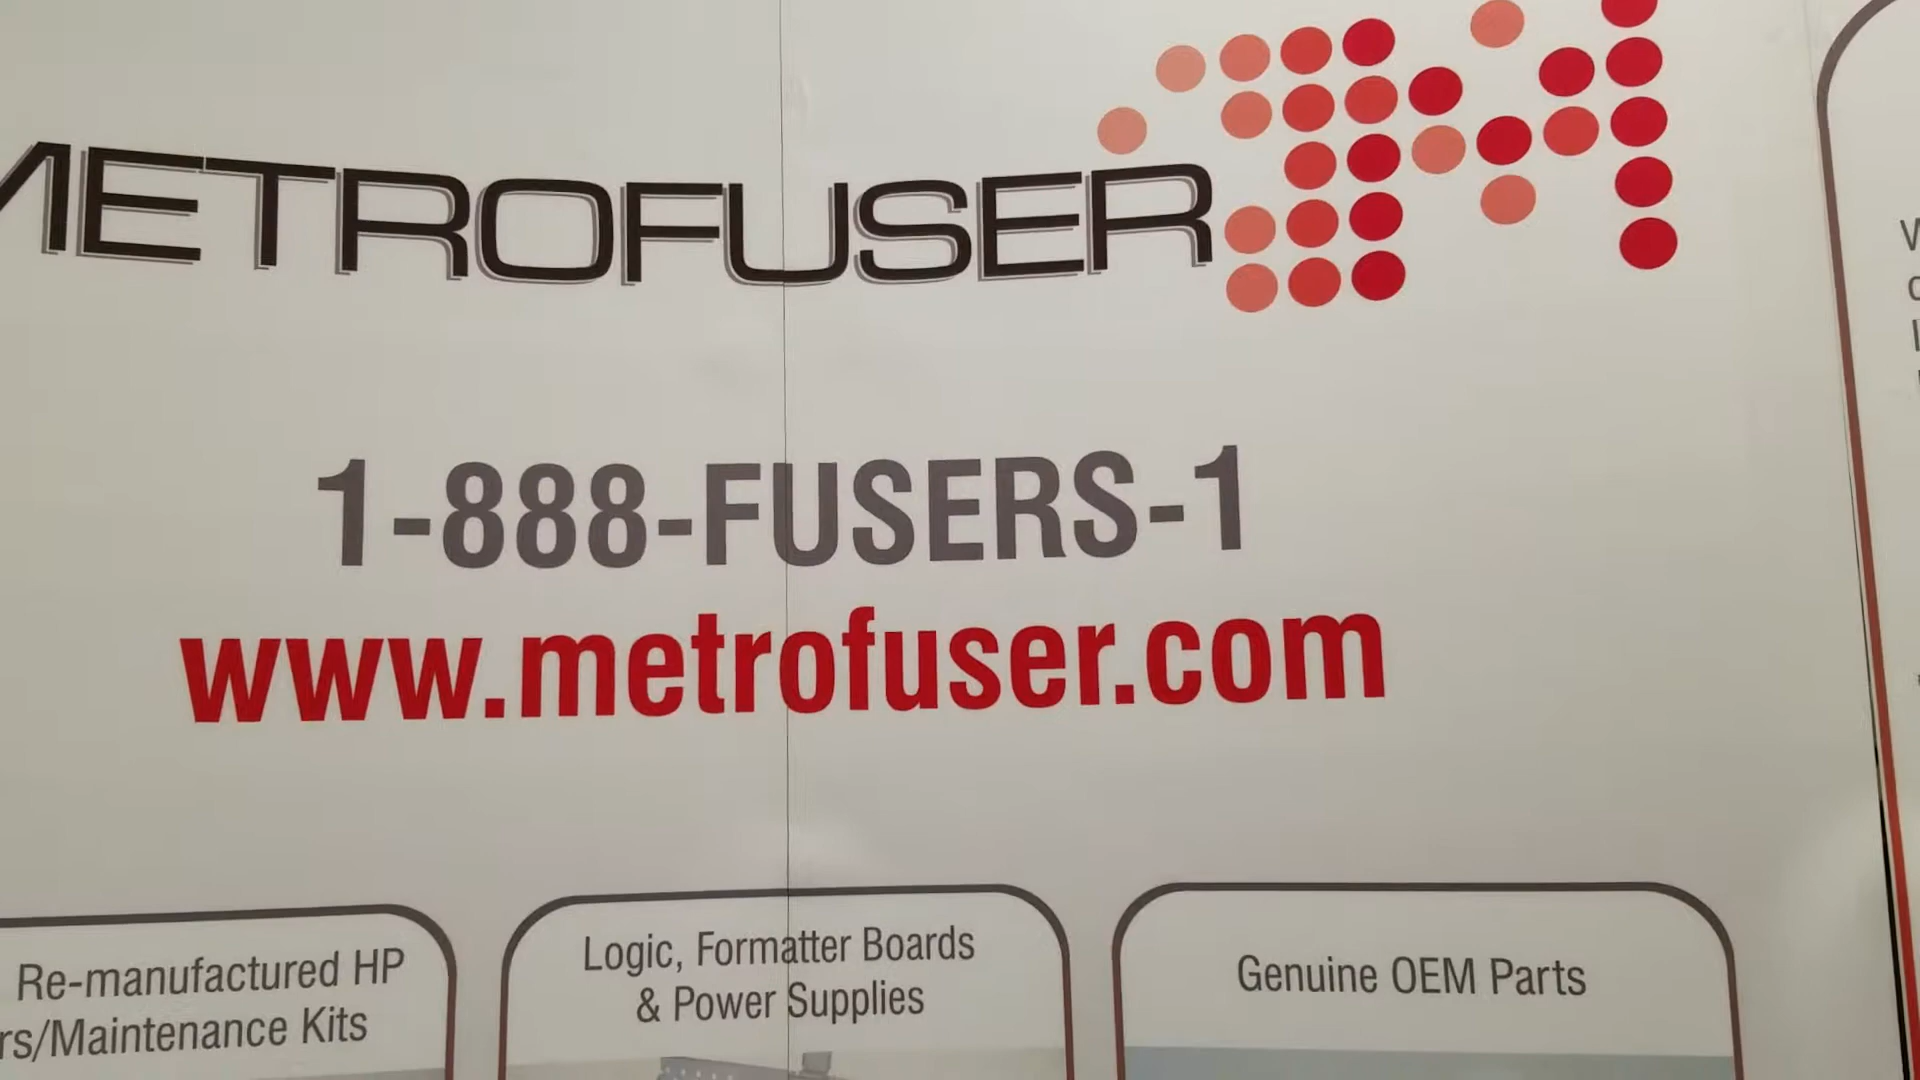 METROFUSER
1-888-FUSERS-1
www.metrofuser.com
Re-manufactured HP
rs/Maintenance Kits
Logic, Formatter Boards
& Power Supplies
Genuine OEM Parts